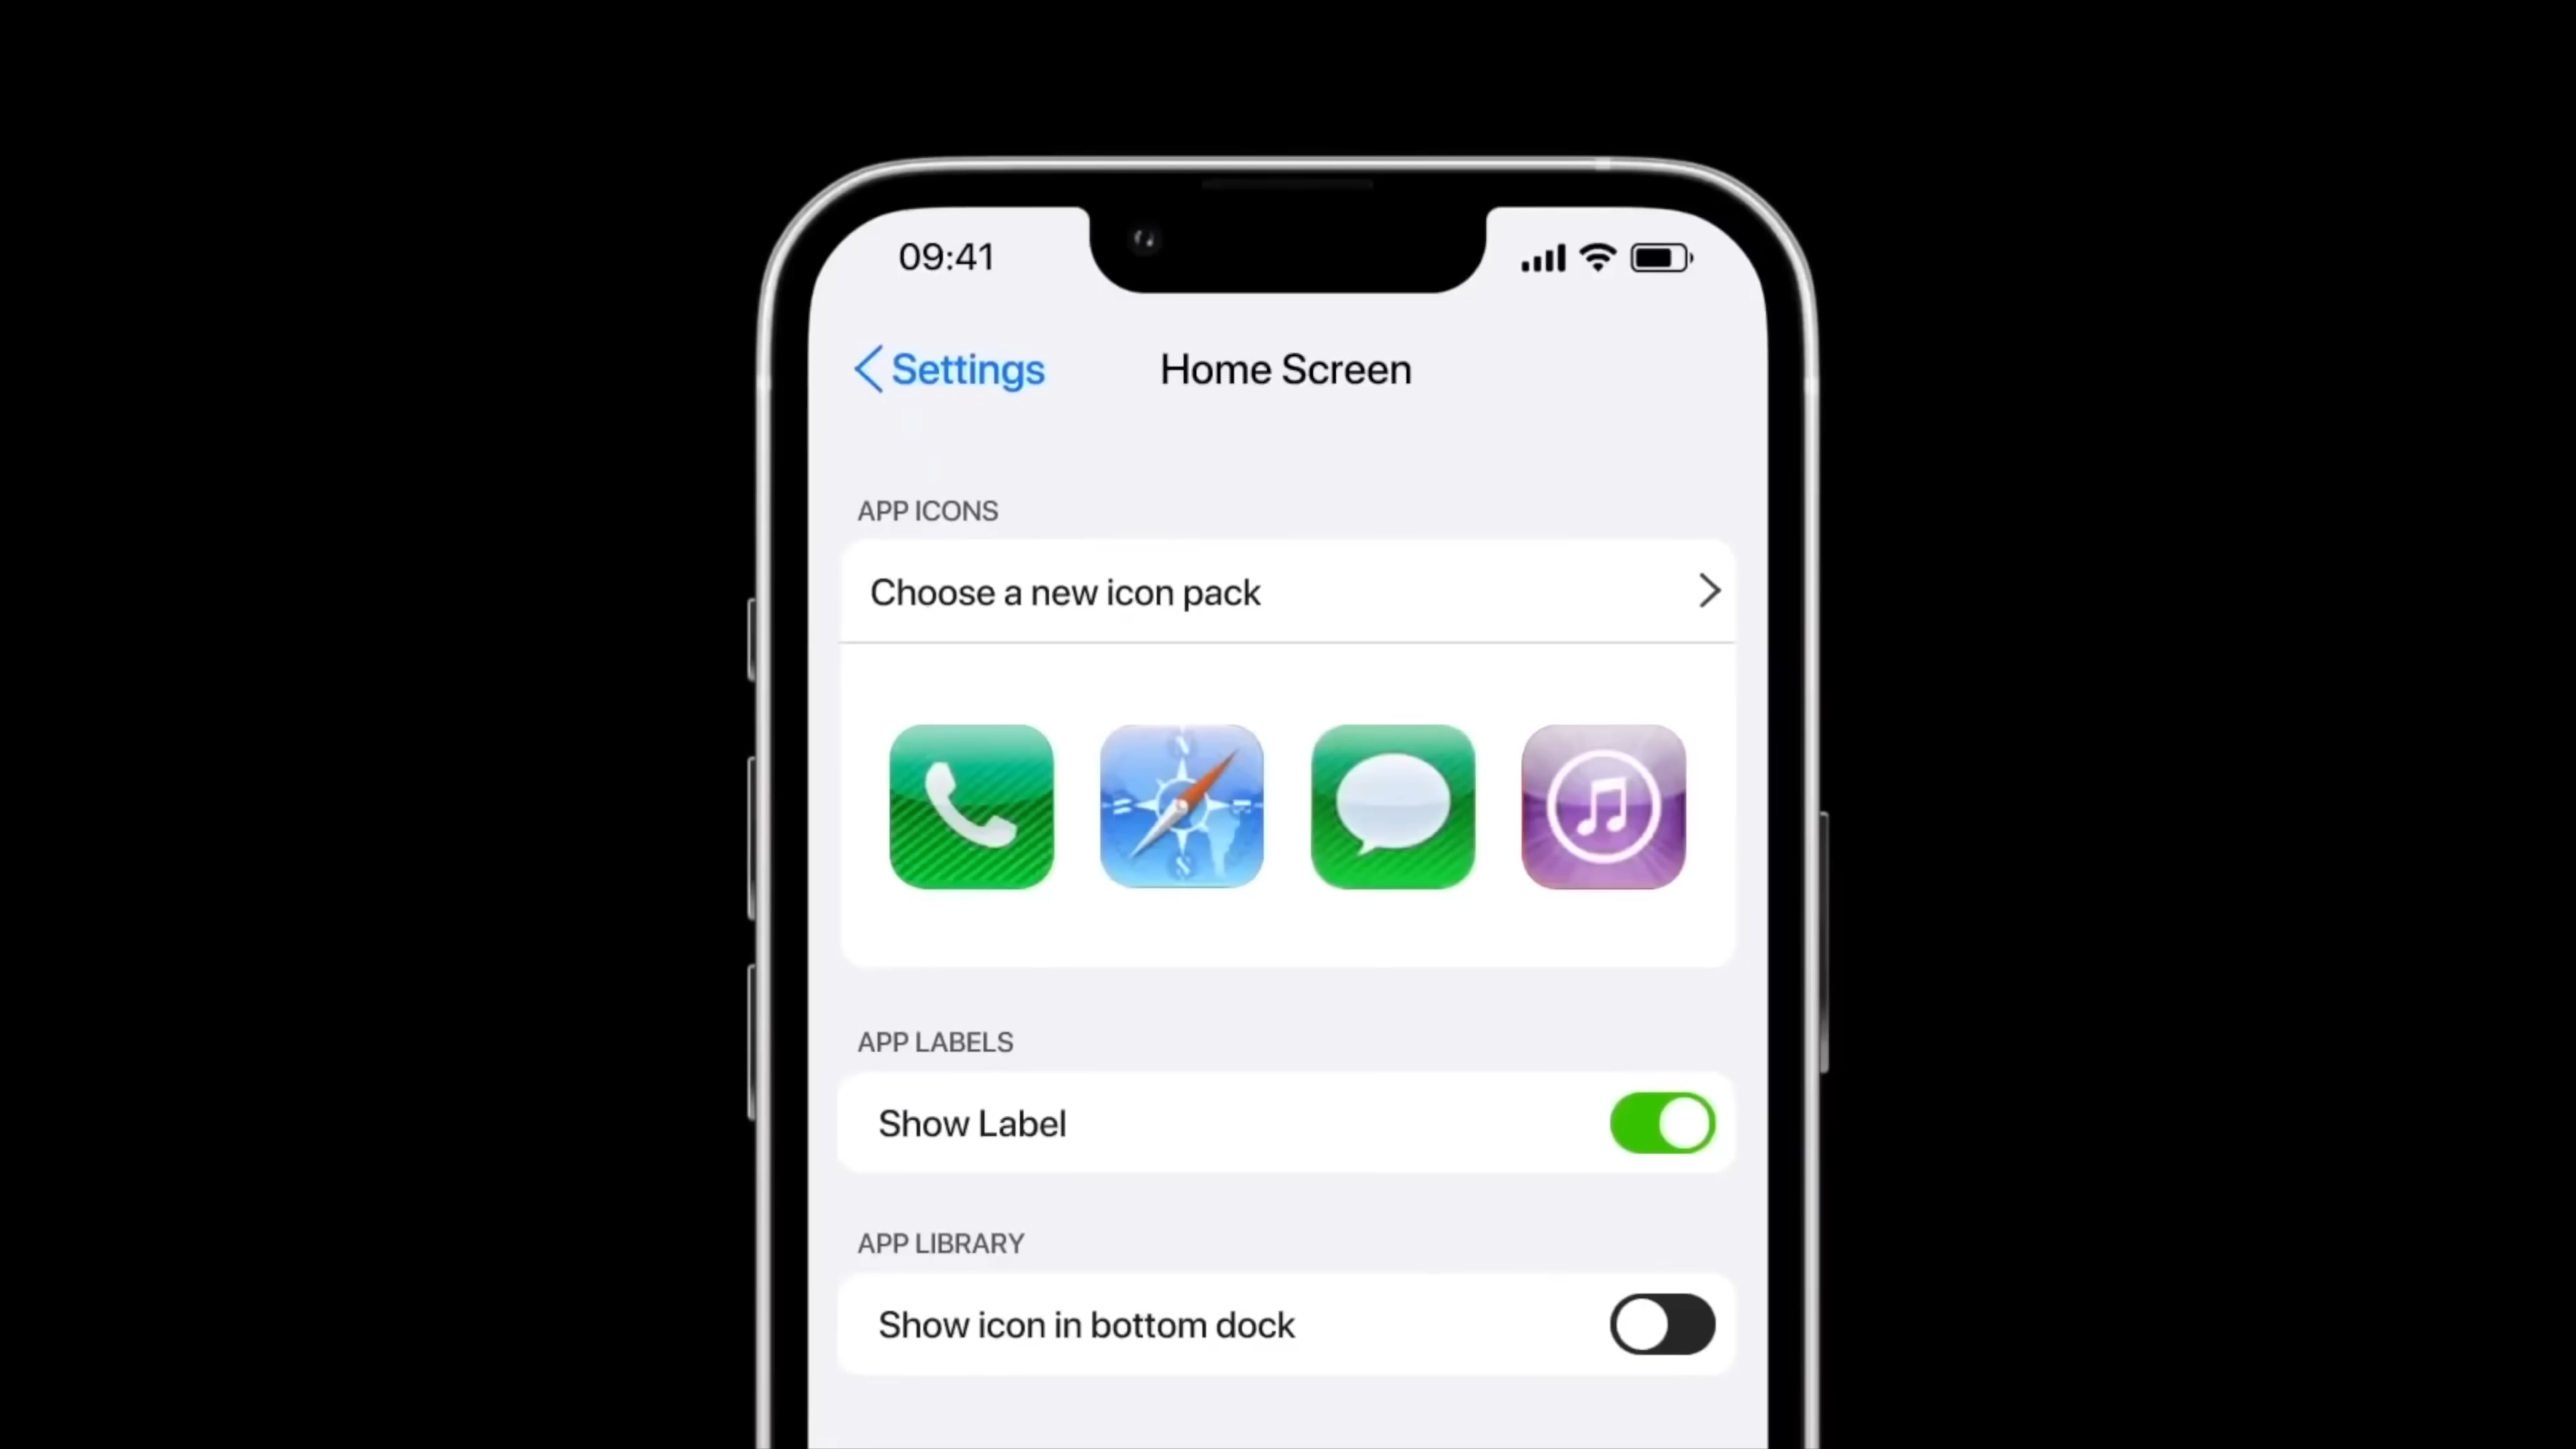 09:41
Settings
Home Screen
APP ICONS
Choose a new icon pack
N
S
APP LABELS
Show Label
APP LIBRARY
Show icon in bottom dock